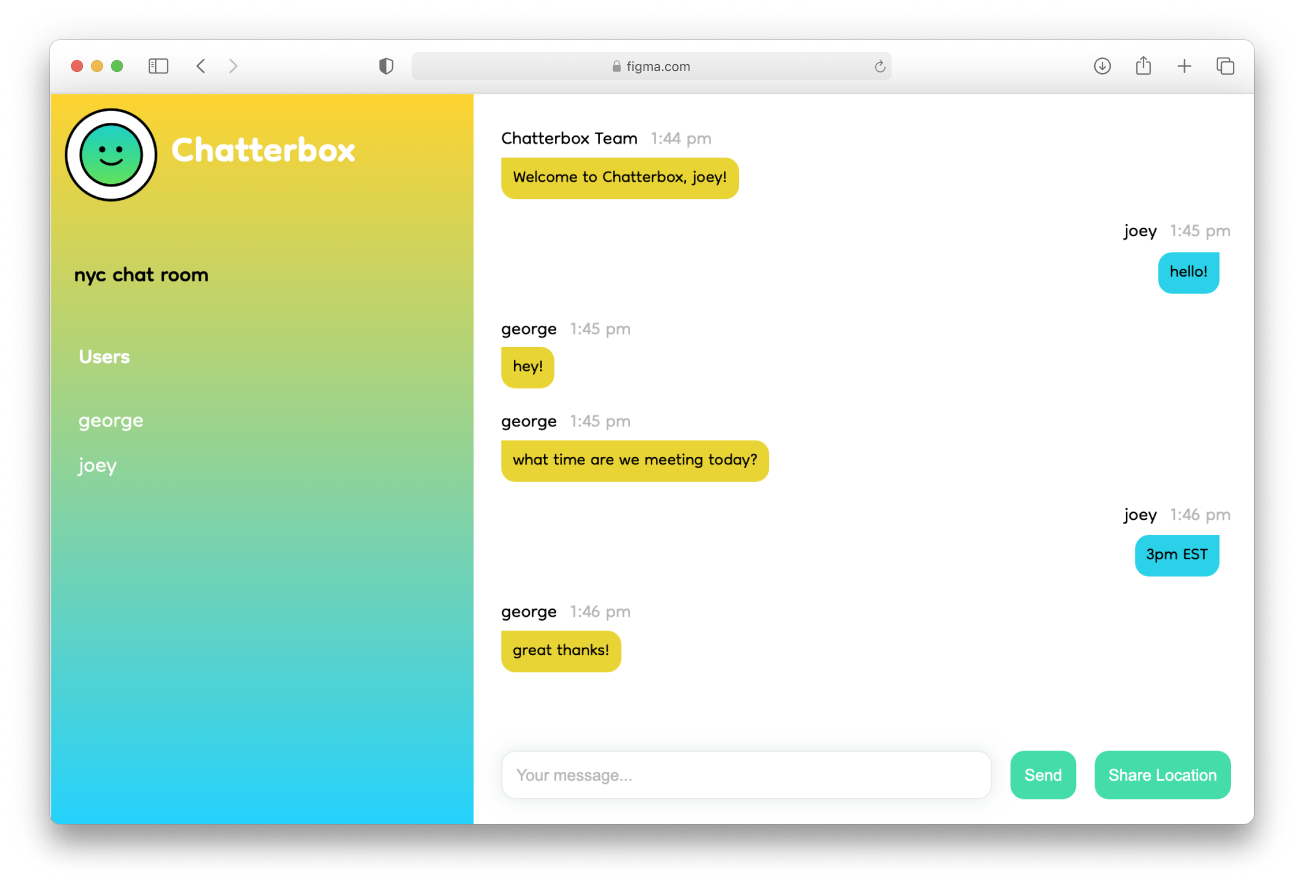 figma.com
Chatterbox
nyc chat room
Users
george
joey
Chatterbox Team 1:44 pm
Welcome to Chatterbox, joey!
joey 1:45 pm
hello!
george 1:45 pm
hey!
george 1:45 pm
what time are we meeting today?
joey 1:46 pm
3pm EST
george 1:46 pm
great thanks!
Your message...
Send
Share Location